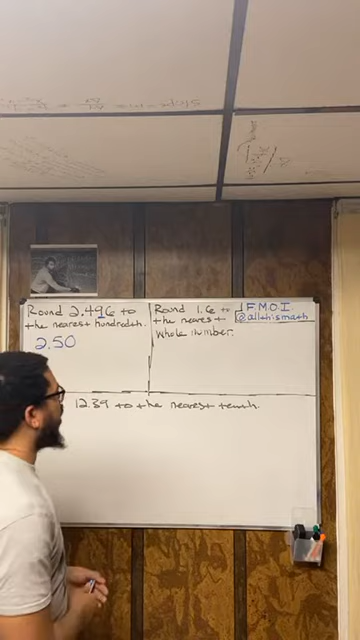 Round 2.496 to
the nearest hundredth.
2.50
Round 1.6 to
the nearest
Whole number.
F.M.O.I
@allthismath
12.39 to the nearest tenth.